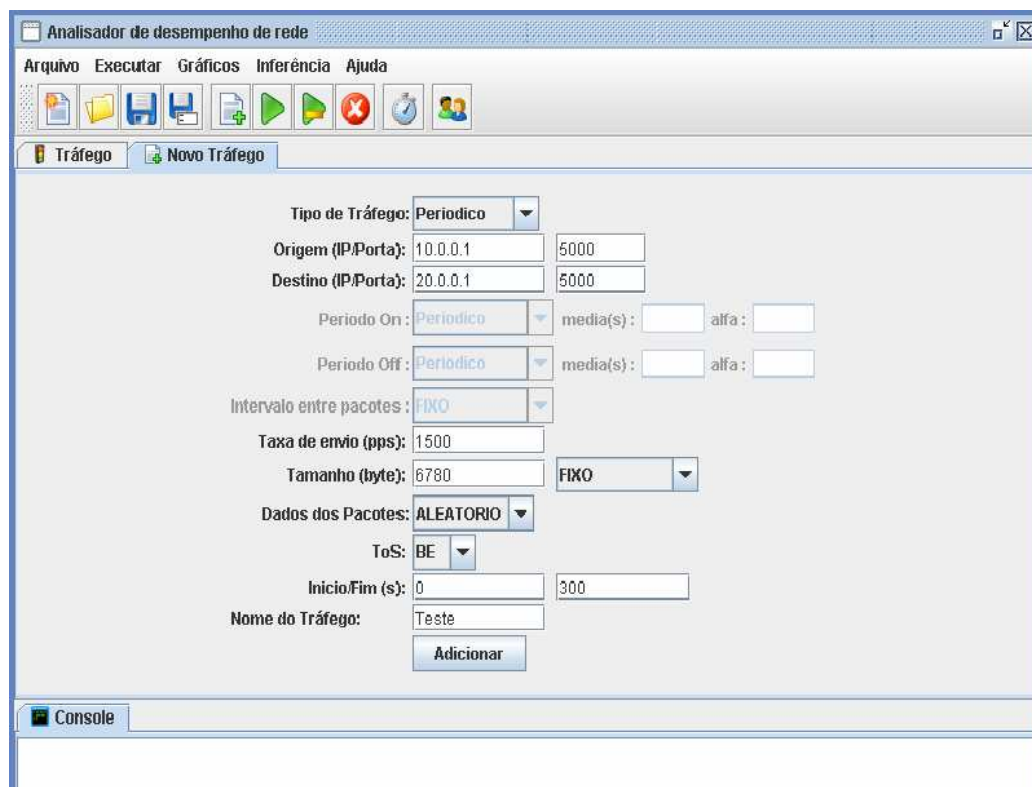 Analisador de desempenho de rede
Arquivo Executar Gráficos Inferência Ajuda
Tráfego Novo Tráfego
Tipo de Tráfego: Periodico
Origem (IP/Porta): 10.0.0.1 5000
Destino (IP/Porta): 20.0.0.1 5000
Periodo On : Periodico media(s) : alfa :
Periodo Off : Periodico media(s) : alfa :
Intervalo entre pacotes : FIXO
Taxa de envio (pps): 1500
Tamanho (byte): 6780 FIXO
Dados dos Pacotes: ALEATORIO
ToS: BE
Inicio/Fim (s): 0 300
Nome do Tráfego: Teste
Adicionar
Console